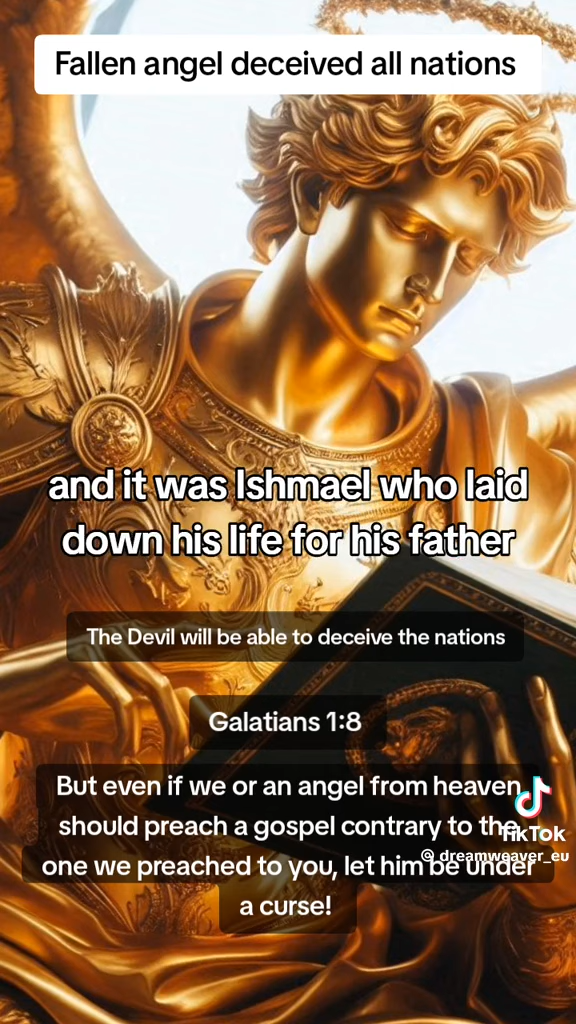 Fallen angel deceived all nations
and it was Ishmael who laid
down his life for his father
The Devil will be able to deceive the nations
Galatians 1:8
But even if we or an angel from heaven
should preach a gospel contrary to the
one we preached to you, let him be under
a curse!
TikTok
@ dreamweaver_eu